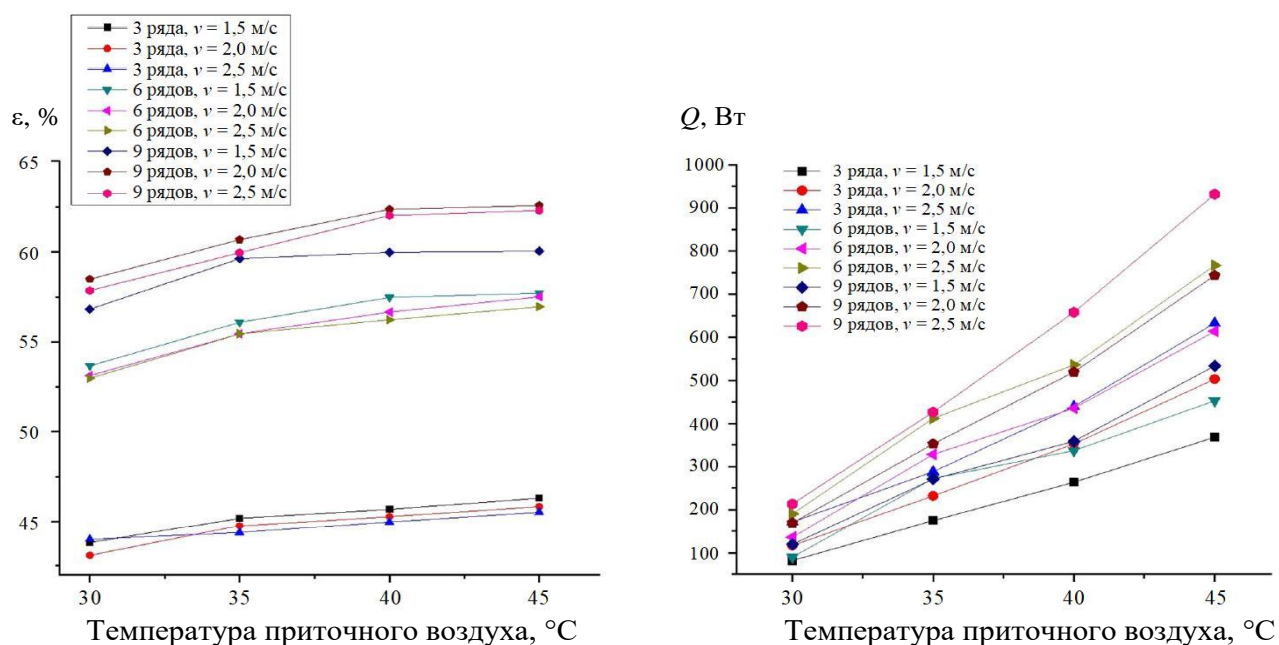 3 ряда, v = 1,5 м/с
3 ряда, v = 2,0 м/с
3 ряда, v = 2,5 м/с
6 рядов, v = 1,5 м/с
6 рядов, v = 2,0 м/с
6 рядов, v = 2,5 м/с
9 рядов, v = 1,5 м/с
9 рядов, v = 2,0 м/с
9 рядов, v = 2,5 м/с
ε, %
65
60
55
50
45
30 35 40 45
Температура приточного воздуха, °С
Q, Вт
3 ряда, v = 1,5 м/с
3 ряда, v = 2,0 м/с
3 ряда, v = 2,5 м/с
6 рядов, v = 1,5 м/с
6 рядов, v = 2,0 м/с
6 рядов, v = 2,5 м/с
9 рядов, v = 1,5 м/с
9 рядов, v = 2,0 м/с
9 рядов, v = 2,5 м/с
1000
900
800
700
600
500
400
300
200
100
30 35 40 45
Температура приточного воздуха, °С